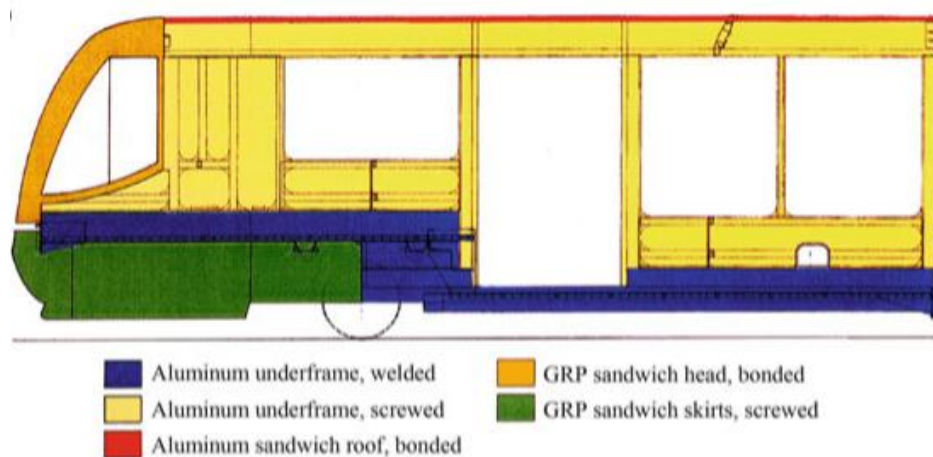 Aluminum underframe, welded
Aluminum underframe, screwed
Aluminum sandwich roof, bonded
GRP sandwich head, bonded
GRP sandwich skirts, screwed